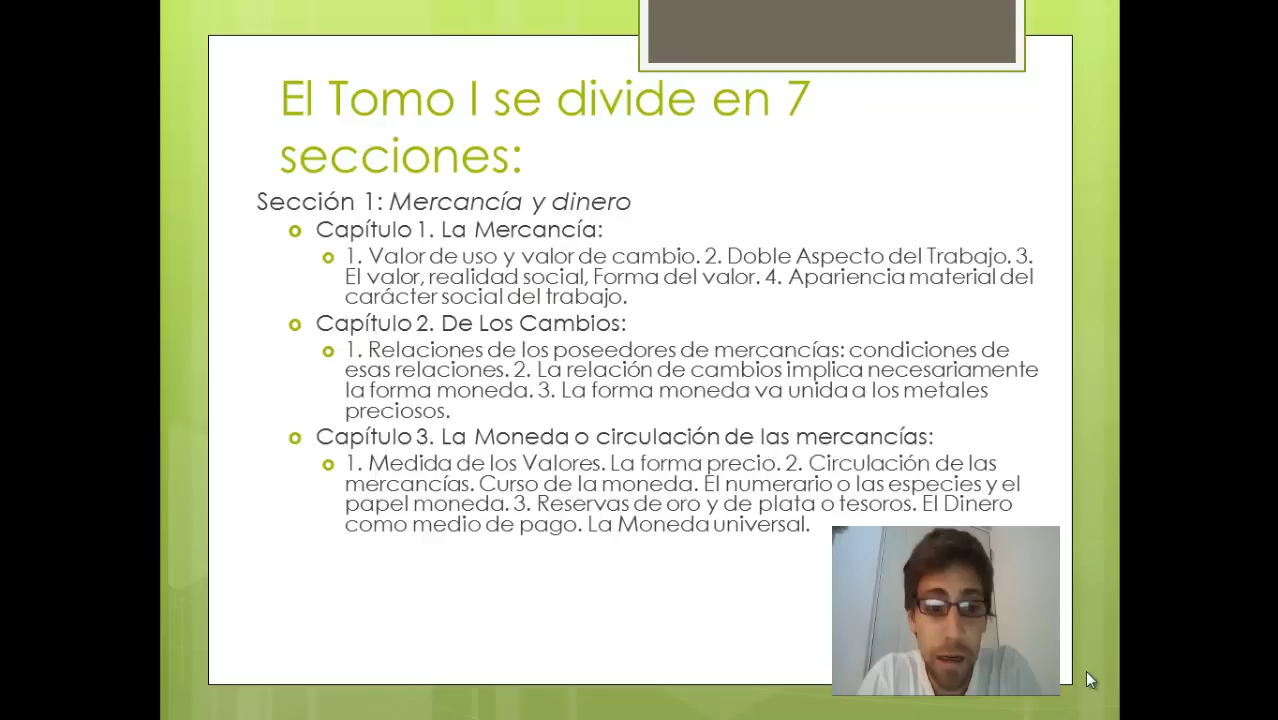 El Tomo I se divide en 7
secciones:
Sección 1: Mercancía y dinero
Capítulo 1. La Mercancía:
1. Valor de uso y valor de cambio. 2. Doble Aspecto del Trabajo. 3.
El valor, realidad social, Forma del valor. 4. Apariencia material del
carácter social del trabajo.
Capítulo 2. De Los Cambios:
1. Relaciones de los poseedores de mercancías: condiciones de
esas relaciones. 2. La relación de cambios implica necesariamente
la forma moneda. 3. La forma moneda va unida a los metales
preciosos.
Capítulo 3. La Moneda o circulación de las mercancías:
1. Medida de los Valores. La forma precio. 2. Circulación de las
mercancías. Curso de la moneda. El numerario o las especies y el
papel moneda. 3. Reservas de oro y de plata o tesoros. El Dinero
como medio de pago. La Moneda universal.